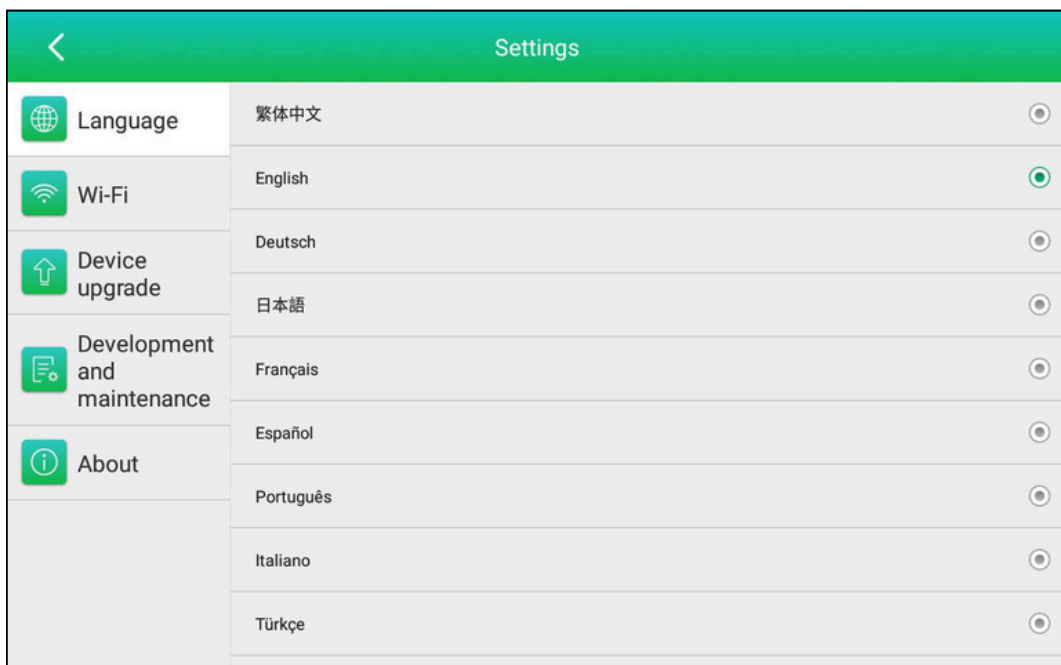 Settings
Language
Wi-Fi
Device
upgrade
Development
and
maintenance
About
繁体中文
English
Deutsch
日本語
Français
Español
Português
Italiano
Türkçe